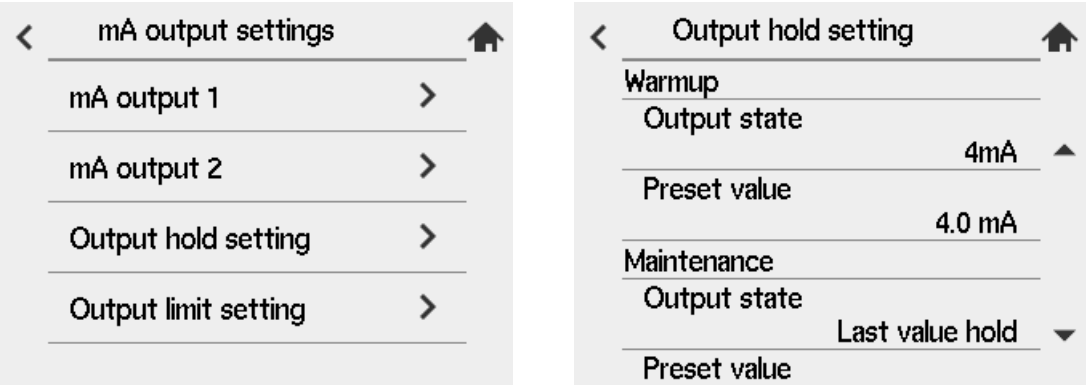 mA output settings
mA output 1
mA output 2
Output hold setting
Output limit setting
Output hold setting
Warmup
Output state
4mA
Preset value
4.0 mA
Maintenance
Output state
Last value hold
Preset value